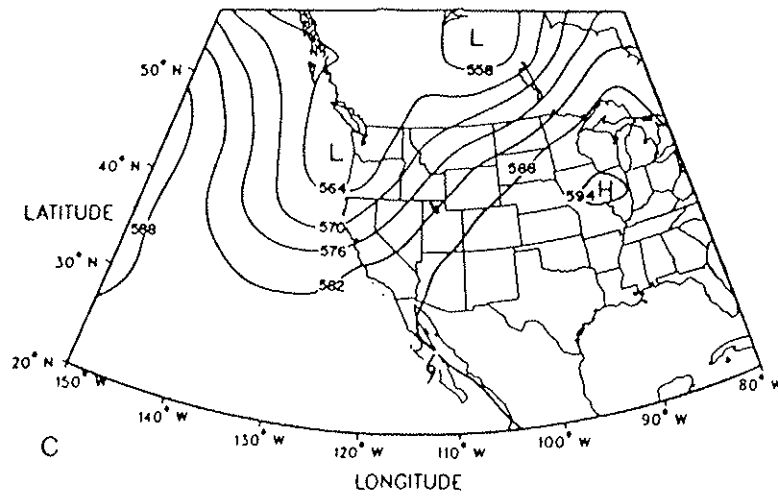 L
558
50° N
L
588
594 H
40° N
564
LATITUDE
570
588
576
30° N
582
20° N
150° W
80° W
140° W
90° W
C
130° W
100° W
120° W
110° W
LONGITUDE